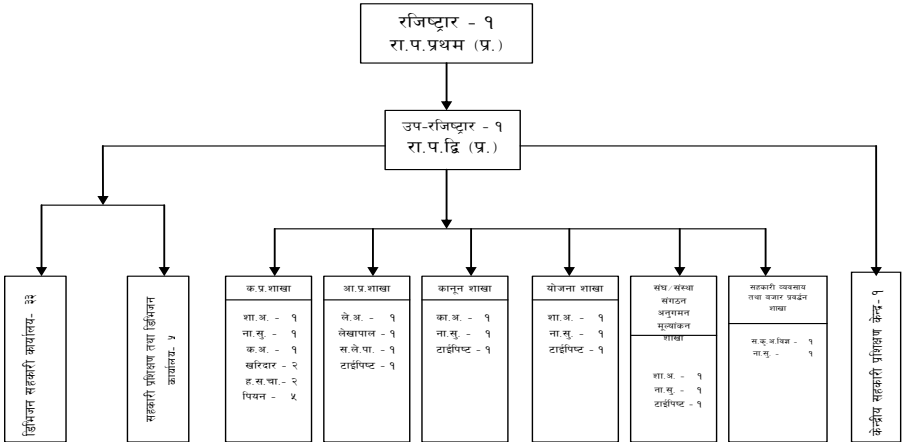 रजिष्ट्रार - १
रा.प.प्रथम (प्र.)
उप-रजिष्ट्रार - १
रा.प.द्वि (प्र.)
डिभिजन सहकारी कार्यालय- ३३
सहकारी प्रशिक्षण तथा डिभिजन
कार्यालय- ५
क.प्र.शाखा
शा.अ. - १
ना.सु. - १
क.अ. - १
खरिदार - २
ह.स.चा.- २
पियन - ५
आ.प्र.शाखा
ले.अ. - १
लेखापाल - १
स.ले.पा. - १
टाईपिष्ट - १
कानून शाखा
का.अ. - १
ना.सु. - १
टाईपिष्ट - १
योजना शाखा
शा.अ. - १
ना.सु. - १
टाईपिष्ट - १
संघ/संस्था
संगठन
अनुगमन
मूल्यांकन
शाखा
शा.अ. - १
ना.सु. - १
टाईपिष्ट - १
सहकारी व्यवसाय
तथा बजार प्रवर्द्धन
शाखा
स.कृ.अ.विज्ञ - १
ना.सु. - १
केन्द्रीय सहकारी प्रशिक्षण केन्द्र- १